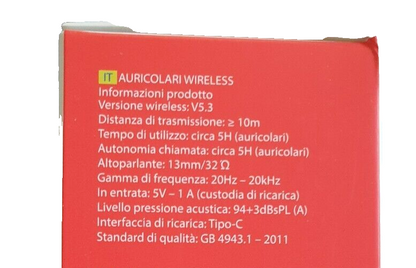 IT AURICOLARI WIRELESS
Informazioni prodotto
Versione wireless: V5.3
Distanza di trasmissione: ≥ 10m
Tempo di utilizzo: circa 5H (auricolari)
Autonomia chiamata: circa 5H (auricolari)
Altoparlante: 13mm/32 Ω
Gamma di frequenza: 20Hz – 20kHz
In entrata: 5V – 1 A (custodia di ricarica)
Livello pressione acustica: 94+3dBsPL (A)
Interfaccia di ricarica: Tipo-C
Standard di qualità: GB 4943.1 – 2011